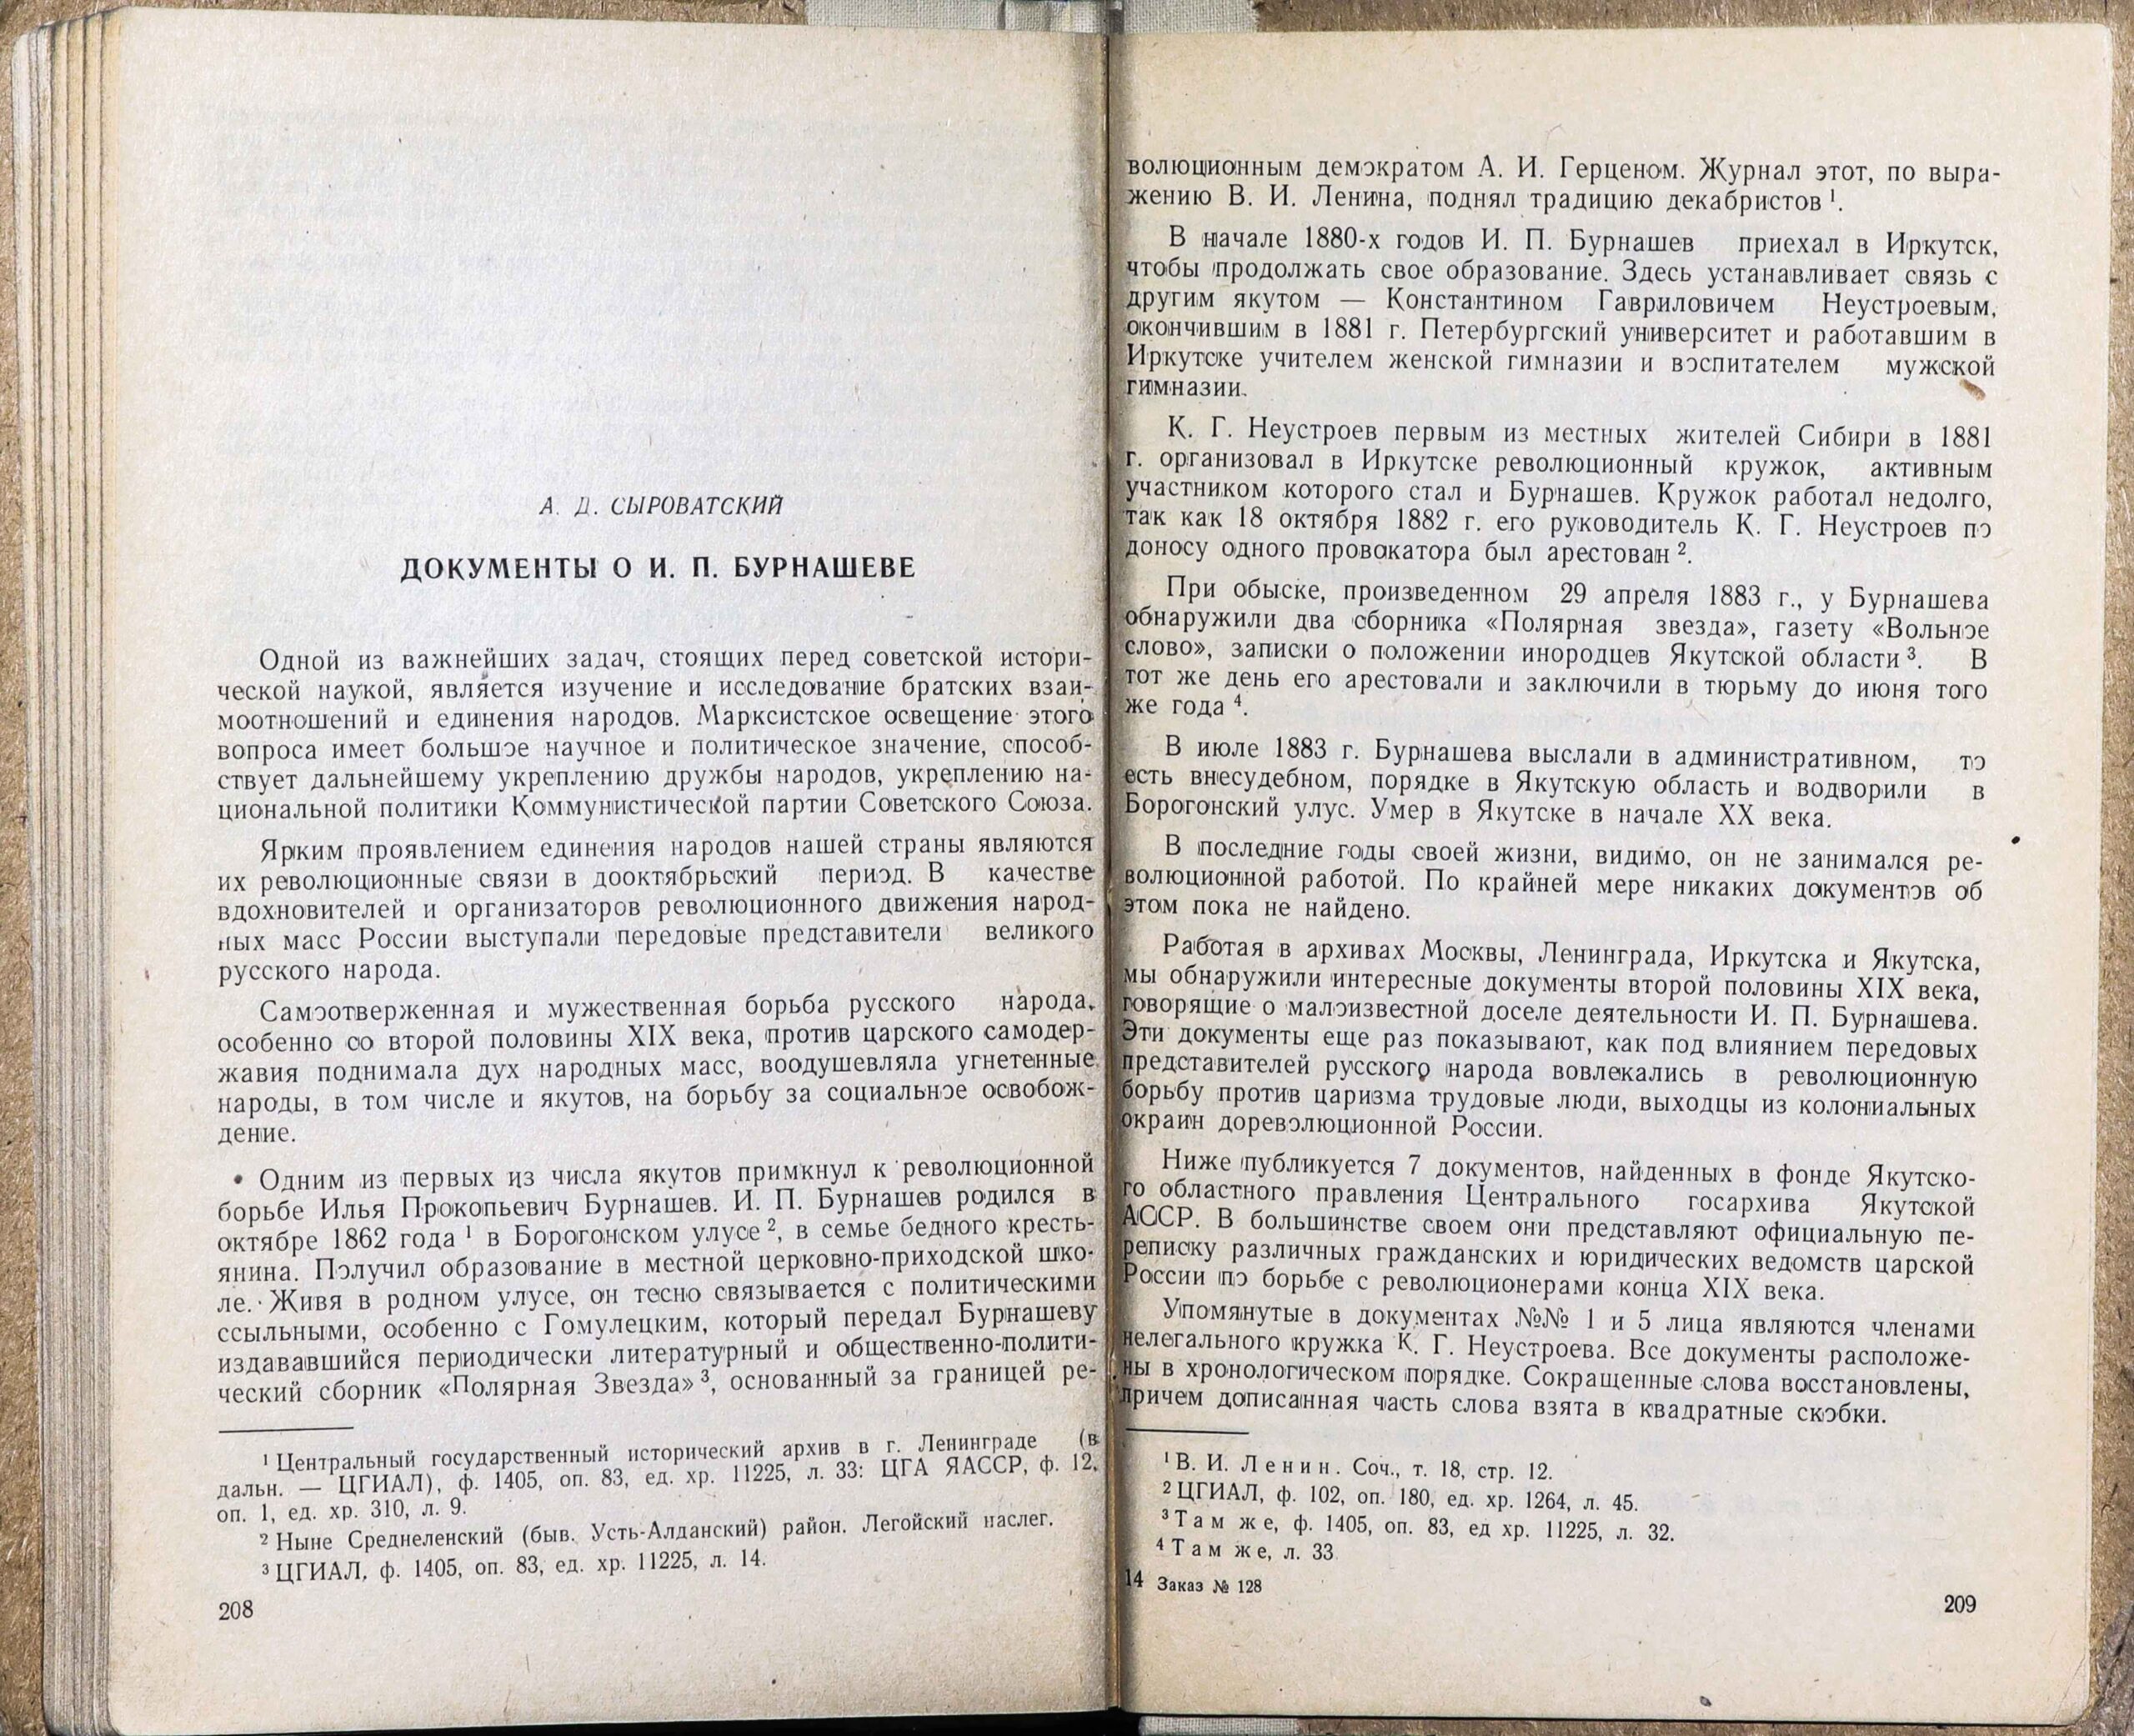 А. Д. СЫРОВАТСКИЙ
ДОКУМЕНТЫ О И. П. БУРНАШЕВЕ
Одной из важнейших задач, стоящих перед советской истори-
ческой наукой, является изучение и исследование братских взаи-
моотношений и единения народов. Марксистское освещение этого
вопроса имеет большое научное и политическое значение, способ-
ствует дальнейшему укреплению дружбы народов, укреплению на-
циональной политики Коммунистической партии Советского Союза.
Ярким проявлением единения народов нашей страны являются
их революционные связи в дооктябрьский период. В качестве
вдохновителей и организаторов революционного движения народ-
ных масс России выступали передовые представители великого
русского народа.
Самоотверженная и мужественная борьба русского народа,
особенно со второй половины XIX века, против царского самодер-
жавия поднимала дух народных масс, воодушевляла угнетенные
народы, в том числе и якутов, на борьбу за социальное освобож-
дение.
Одним из первых из числа якутов примкнул к революционной
борьбе Илья Прокопьевич Бурнашев. И. П. Бурнашев родился в
октябре 1862 года ¹ в Борогонском улусе ², в семье бедного кресть-
янина. Получил образование в местной церковно-приходской шко-
ле. Живя в родном улусе, он тесно связывается с политическими
ссыльными, особенно с Гомулецким, который передал Бурнашеву
издававшийся периодически литературный и общественно-полити-
ческий сборник «Полярная Звезда» ³, основанный за границей ре-
¹ Центральный государственный исторический архив в г. Ленинграде (в
дальн. — ЦГИАЛ), ф. 1405, оп. 83, ед. хр. 11225, л. 33: ЦГА ЯАССР, ф. 12,
оп. 1, ед. хр. 310, л. 9.
² Ныне Среднеленский (быв. Усть-Алданский) район. Легойский наслег.
³ ЦГИАЛ, ф. 1405, оп. 83, ед. хр. 11225, л. 14.
208
волюционным демократом А. И. Герценом. Журнал этот, по выра-
жению В. И. Ленина, поднял традицию декабристов ¹.
В начале 1880-х годов И. П. Бурнашев приехал в Иркутск,
чтобы продолжать свое образование. Здесь устанавливает связь с
другим якутом — Константином Гавриловичем Неустроевым,
окончившим в 1881 г. Петербургский университет и работавшим в
Иркутске учителем женской гимназии и воспитателем мужской
гимназии.
К. Г. Неустроев первым из местных жителей Сибири в 1881
г. организовал в Иркутске революционный кружок, активным
участником которого стал и Бурнашев. Кружок работал недолго,
так как 18 октября 1882 г. его руководитель К. Г. Неустроев по
доносу одного провокатора был арестован ².
При обыске, произведенном 29 апреля 1883 г., у Бурнашева
обнаружили два сборника «Полярная звезда», газету «Вольное
слово», записки о положении инородцев Якутской области ³. В
тот же день его арестовали и заключили в тюрьму до июня того
же года ⁴.
В июле 1883 г. Бурнашева выслали в административном, то
есть внесудебном, порядке в Якутскую область и водворили в
Борогонский улус. Умер в Якутске в начале XX века.
В последние годы своей жизни, видимо, он не занимался ре-
волюционной работой. По крайней мере никаких документов об
этом пока не найдено.
Работая в архивах Москвы, Ленинграда, Иркутска и Якутска,
мы обнаружили интересные документы второй половины XIX века,
говорящие о малоизвестной доселе деятельности И. П. Бурнашева.
Эти документы еще раз показывают, как под влиянием передовых
представителей русского народа вовлекались в революционную
борьбу против царизма трудовые люди, выходцы из колониальных
окраин дореволюционной России.
Ниже публикуется 7 документов, найденных в фонде Якутско-
го областного правления Центрального госархива Якутской
АССР. В большинстве своем они представляют официальную пе-
реписку различных гражданских и юридических ведомств царской
России по борьбе с революционерами конца XIX века.
Упомянутые в документах №№ 1 и 5 лица являются членами
нелегального кружка К. Г. Неустроева. Все документы расположе-
ны в хронологическом порядке. Сокращенные слова восстановлены,
причем дописанная часть слова взята в квадратные скобки.
¹ В. И. Ленин. Соч., т. 18, стр. 12.
² ЦГИАЛ, ф. 102, оп. 180, ед. хр. 1264, л. 45.
³ Там же, ф. 1405, оп. 83, ед хр. 11225, л. 32.
⁴ Там же, л. 33
14 Заказ № 128
209